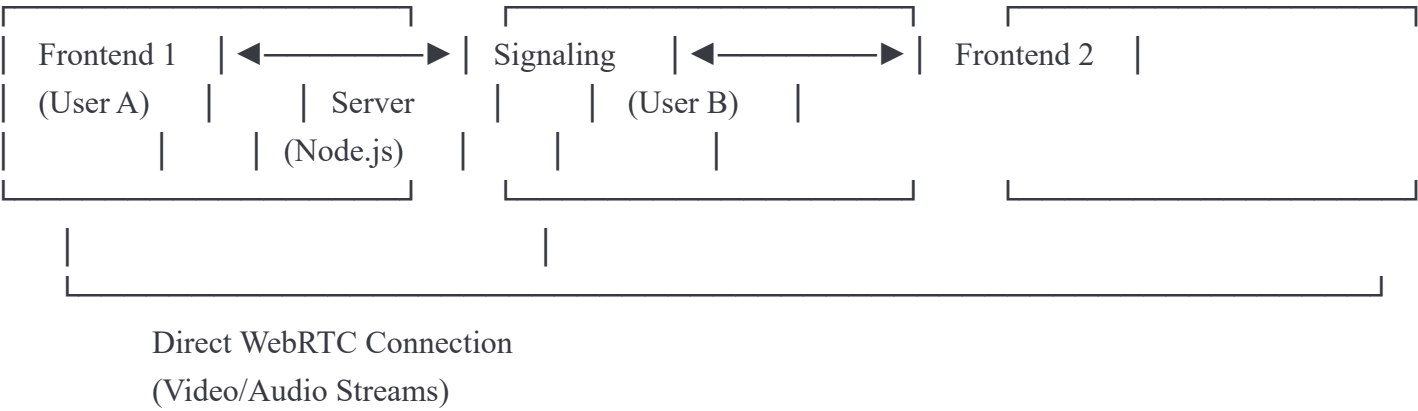 Frontend 1 Signaling Frontend 2
(User A) Server (User B)
(Node.js)
Direct WebRTC Connection
(Video/Audio Streams)